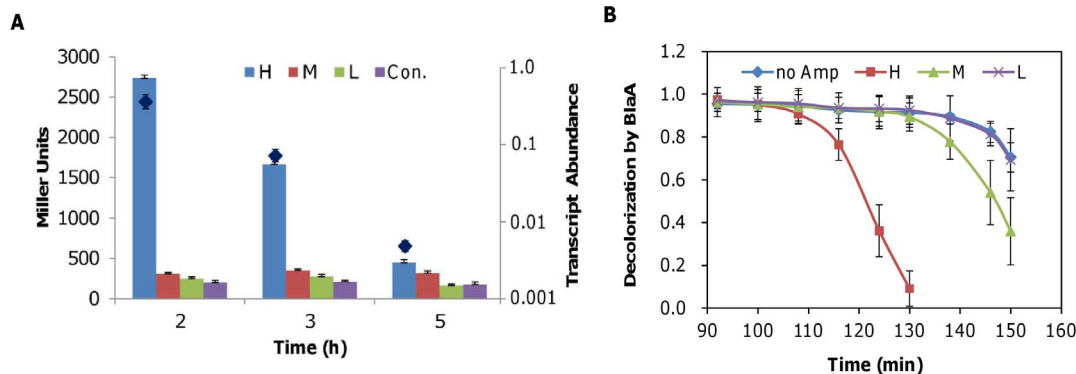 A
H M L Con.
3000
2500
2000
1500
1000
500
0
Miller Units
2 3 5
Time (h)
1.0
0.1
0.01
0.001
Transcript Abundance
B
no Amp H M L
1.2
1.0
0.8
0.6
0.4
0.2
0.0
Decolorization by BlaA
90 100 110 120 130 140 150 160
Time (min)